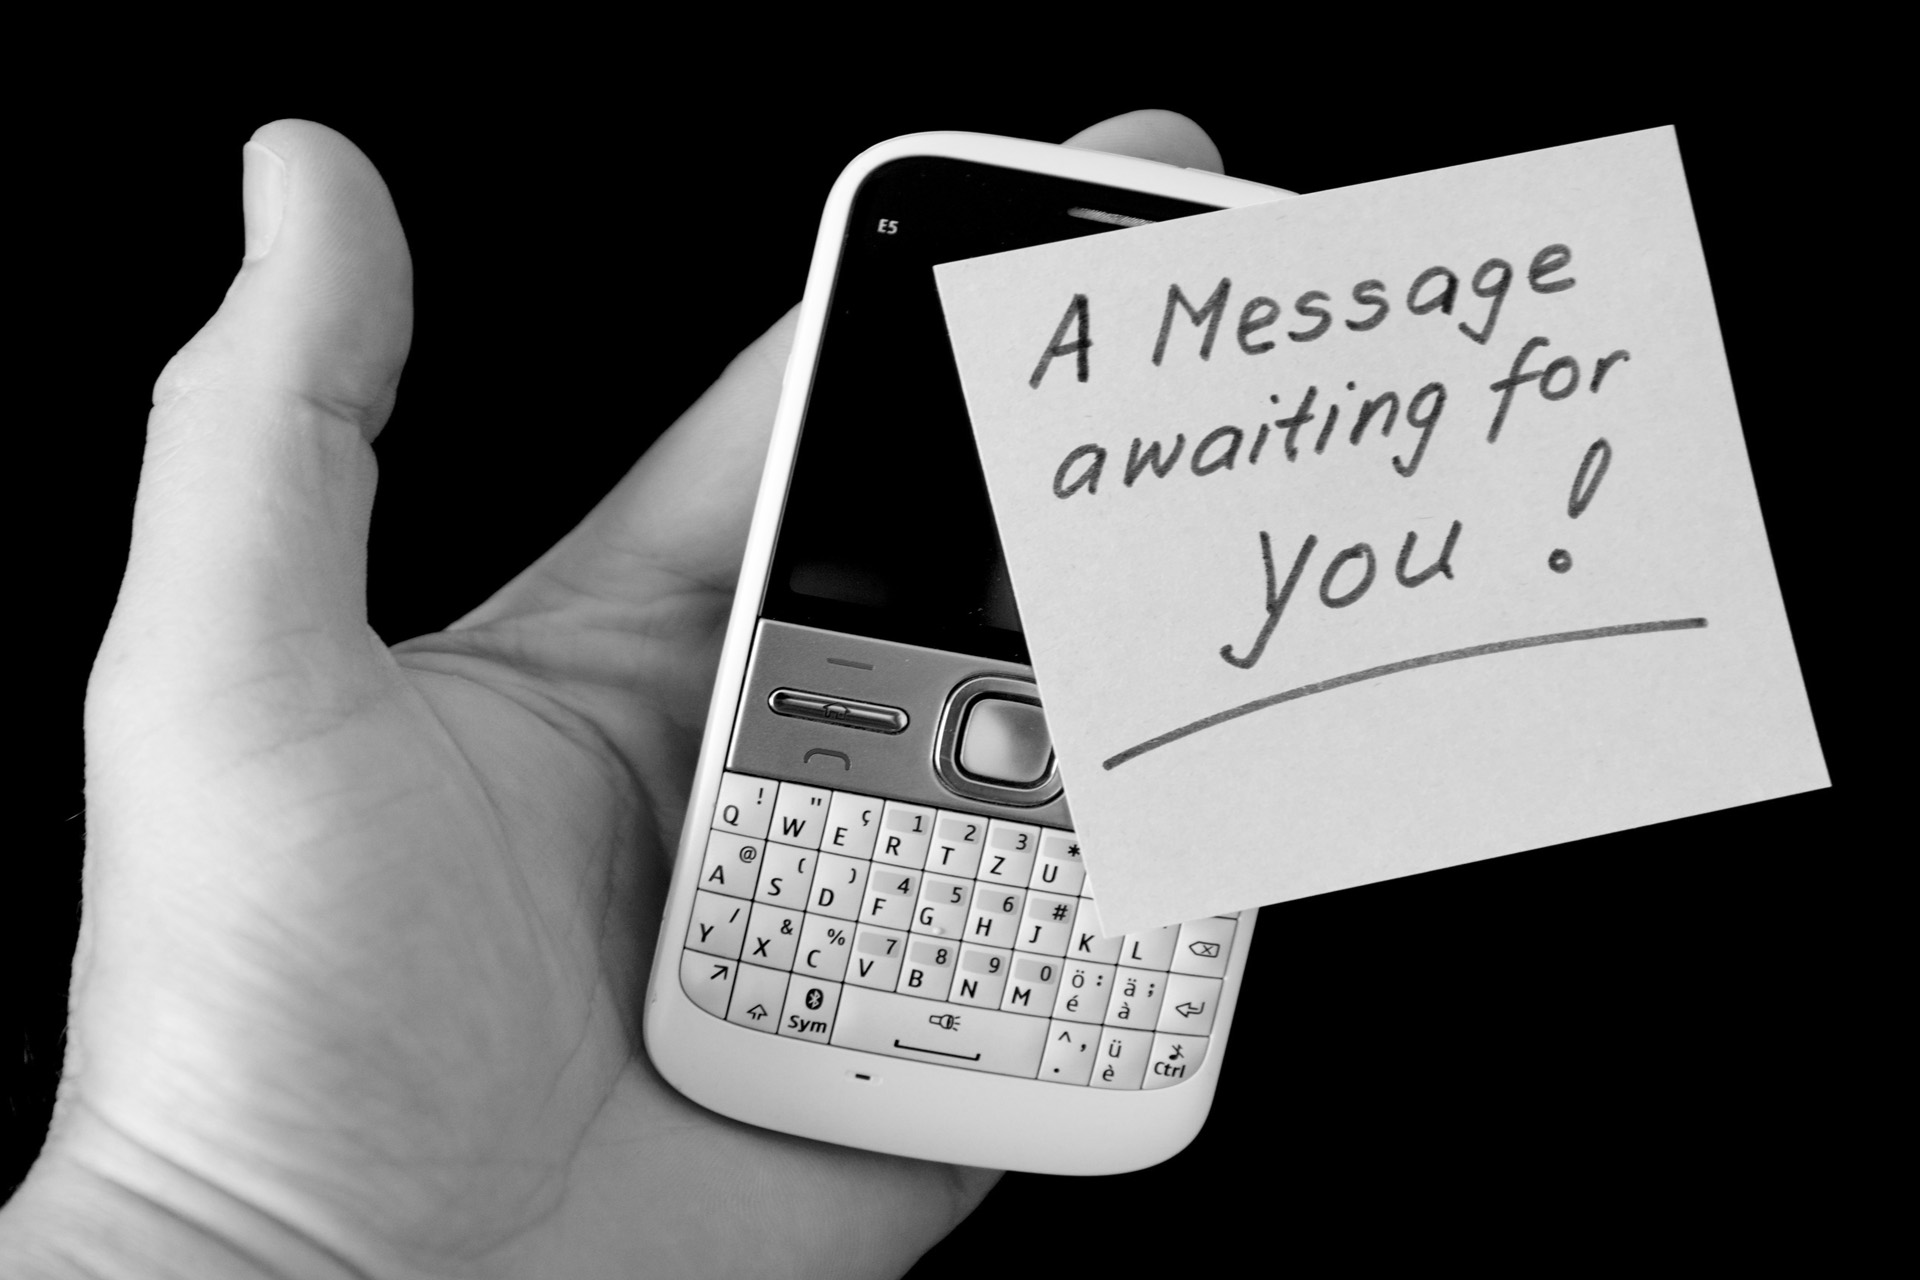 E5
A Message
awaiting for
you !
! " ç 1 2 3 *
Q W E R T Z U
@ ( ) 4 5 6 #
A S D F G H J K L
/ & % 7 8 9 0 ö : ä ;
Y X C V B N M é à
Sym ^ , ü Ctrl
. è